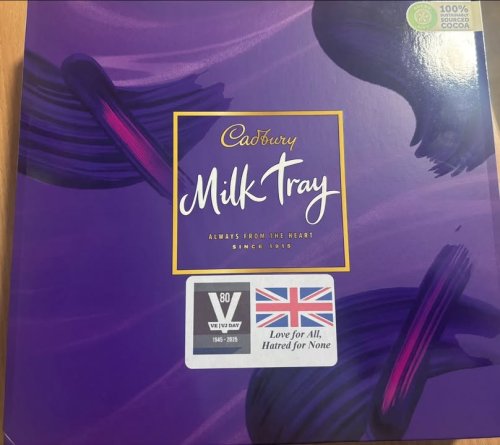 100%
SUSTAINABLY
SOURCED
COCOA
Cadbury
Milk Tray
ALWAYS FROM THE HEART
SINCE 1915
80
V
VE | VJ DAY
1945 - 2025
Love for All,
Hatred for None